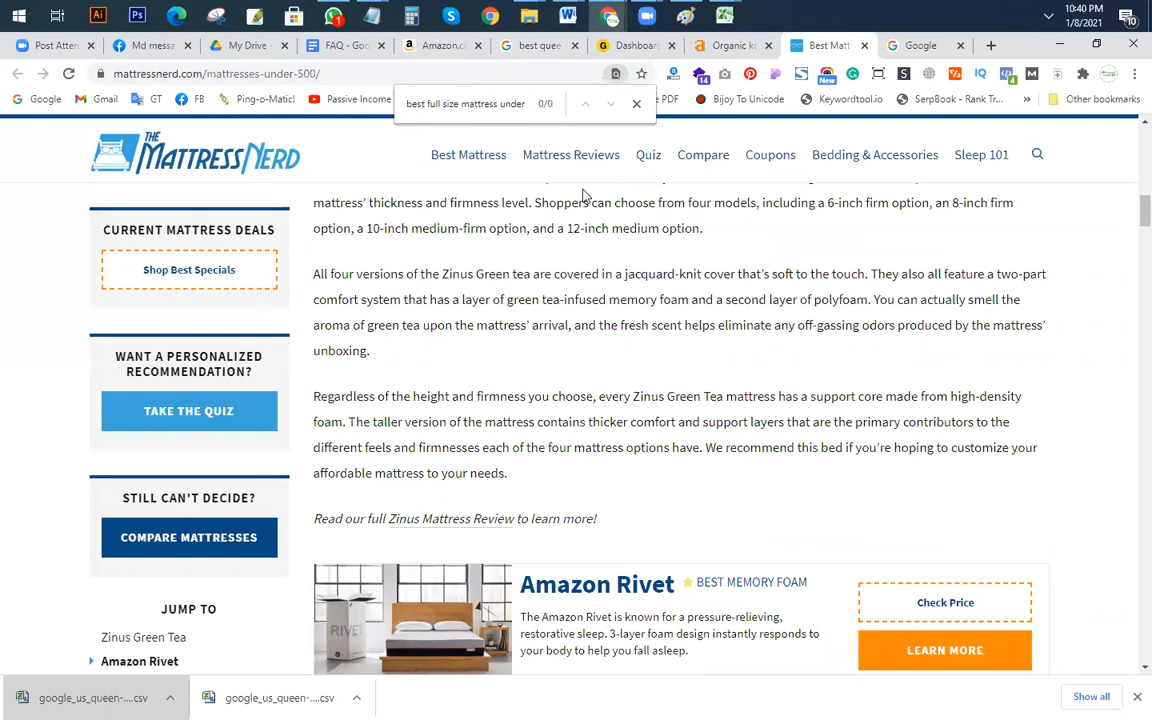 10:40 PM
1/8/2021
10
Post Atten
Md messa
My Drive -
FAQ - Goo
Amazon.co
best quee
Dashboard
Organic ke
Best Matt
Google
mattressnerd.com/mattresses-under-500/
14
New
4
Google
Gmail
GT
FB
Ping-o-Matic!
Passive Income
PDF
Bijoy To Unicode
Keywordtool.io
SerpBook - Rank Tr...
Other bookmarks
best full size mattress under
0/0
THE
MATTRESS NERD
Best Mattress
Mattress Reviews
Quiz
Compare
Coupons
Bedding & Accessories
Sleep 101
CURRENT MATTRESS DEALS
Shop Best Specials
WANT A PERSONALIZED
RECOMMENDATION?
TAKE THE QUIZ
STILL CAN'T DECIDE?
COMPARE MATTRESSES
JUMP TO
Zinus Green Tea
Amazon Rivet
mattress' thickness and firmness level. Shoppers can choose from four models, including a 6-inch firm option, an 8-inch firm
option, a 10-inch medium-firm option, and a 12-inch medium option.
All four versions of the Zinus Green tea are covered in a jacquard-knit cover that's soft to the touch. They also all feature a two-part
comfort system that has a layer of green tea-infused memory foam and a second layer of polyfoam. You can actually smell the
aroma of green tea upon the mattress' arrival, and the fresh scent helps eliminate any off-gassing odors produced by the mattress'
unboxing.
Regardless of the height and firmness you choose, every Zinus Green Tea mattress has a support core made from high-density
foam. The taller version of the mattress contains thicker comfort and support layers that are the primary contributors to the
different feels and firmnesses each of the four mattress options have. We recommend this bed if you're hoping to customize your
affordable mattress to your needs.
Read our full Zinus Mattress Review to learn more!
RIVET
Amazon Rivet
BEST MEMORY FOAM
The Amazon Rivet is known for a pressure-relieving,
restorative sleep. 3-layer foam design instantly responds to
your body to help you fall asleep.
Check Price
LEARN MORE
google_us_queen-....csv
google_us_queen-....csv
Show all